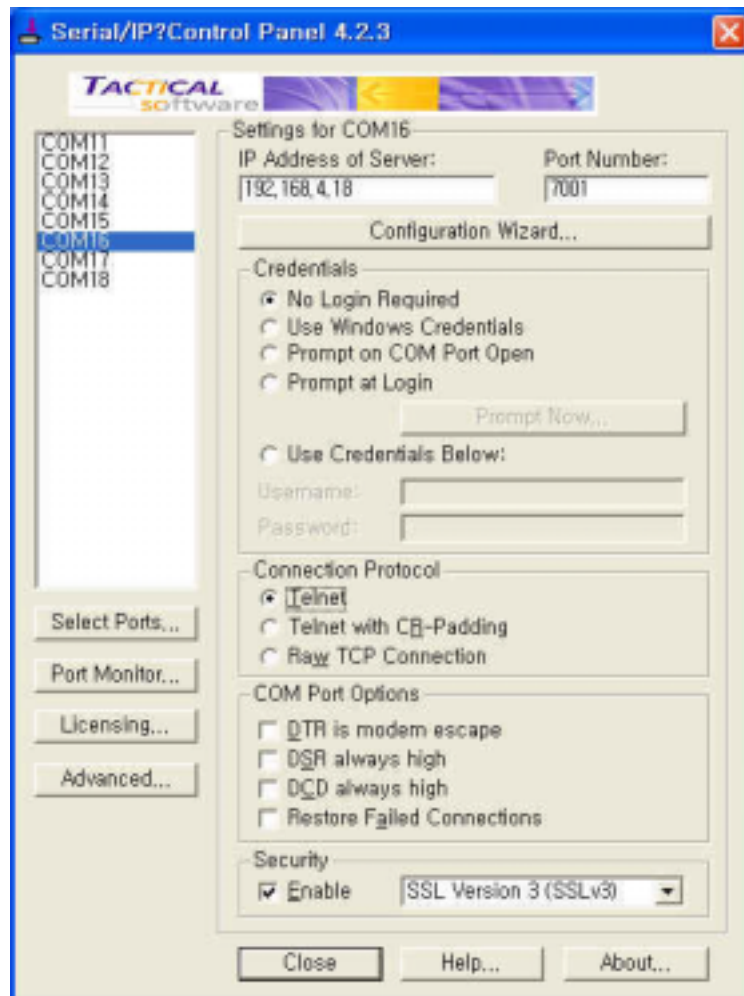 Serial/IP?Control Panel 4.2.3
TACTICAL
software
COM11
COM12
COM13
COM14
COM15
COM16
COM17
COM18
Select Ports...
Port Monitor...
Licensing...
Advanced...
Settings for COM16
IP Address of Server: Port Number:
192,168,4,18 7001
Configuration Wizard...
Credentials
No Login Required
Use Windows Credentials
Prompt on COM Port Open
Prompt at Login
Prompt Now...
Use Credentials Below:
Username:
Password:
Connection Protocol
Telnet
Telnet with CR-Padding
Raw TCP Connection
COM Port Options
DTR is modem escape
DSR always high
DCD always high
Restore Failed Connections
Security
Enable SSL Version 3 (SSLv3)
Close Help... About...